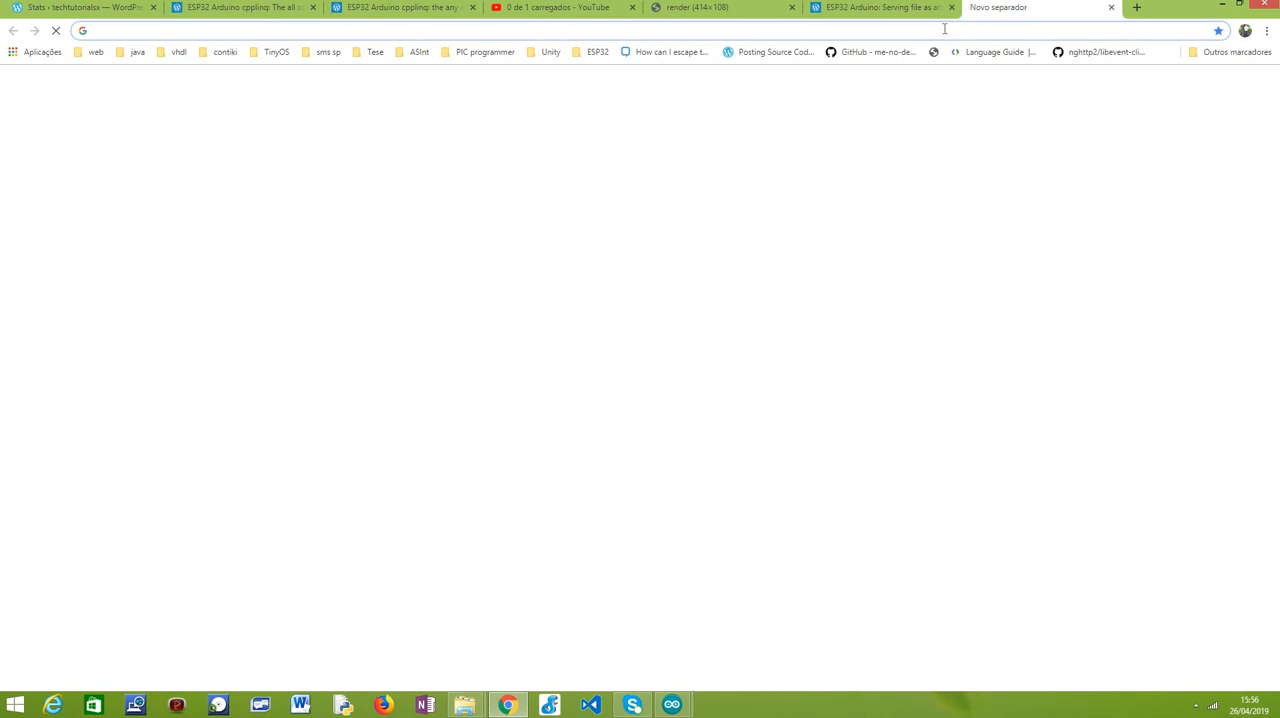 Stats ‹ techtutorialsx — WordPre
ESP32 Arduino cpplinq: The all o
ESP32 Arduino cpplinq: the any o
0 de 1 carregados - YouTube
render (414×108)
ESP32 Arduino: Serving file as at
Novo separador
Aplicações
web
java
vhdl
contiki
TinyOS
sms sp
Tese
ASInt
PIC programmer
Unity
ESP32
How can I escape t...
Posting Source Cod...
GitHub - me-no-de...
Language Guide |...
nghttp2/libevent-cli...
Outros marcadores
15:56
26/04/2019